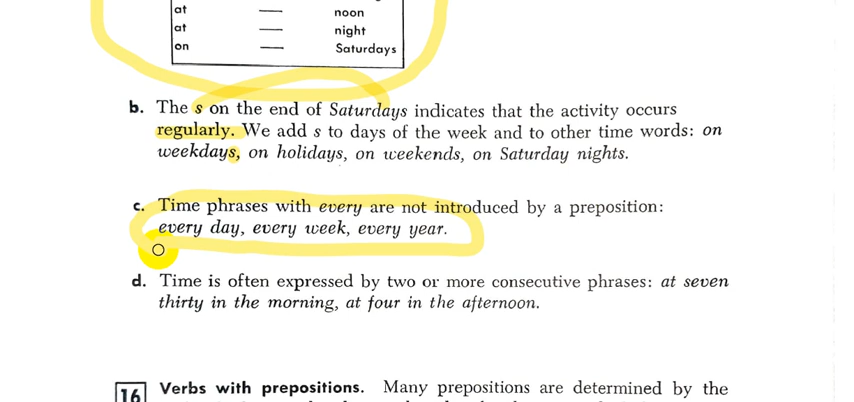 at — noon
at — night
on — Saturdays
b. The s on the end of Saturdays indicates that the activity occurs
regularly. We add s to days of the week and to other time words: on
weekdays, on holidays, on weekends, on Saturday nights.
c. Time phrases with every are not introduced by a preposition:
every day, every week, every year.
d. Time is often expressed by two or more consecutive phrases: at seven
thirty in the morning, at four in the afternoon.
16 Verbs with prepositions. Many prepositions are determined by the